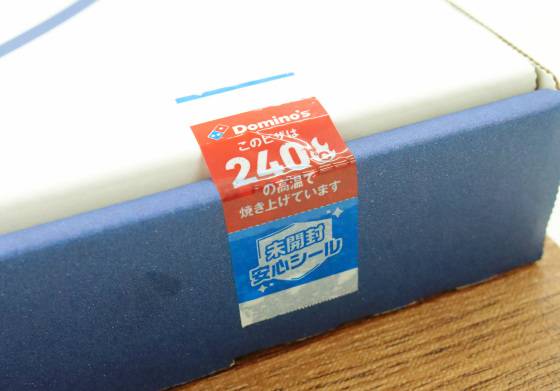 Domino's
このピザは
240℃
の高温で
焼き上げています
未開封
安心シール